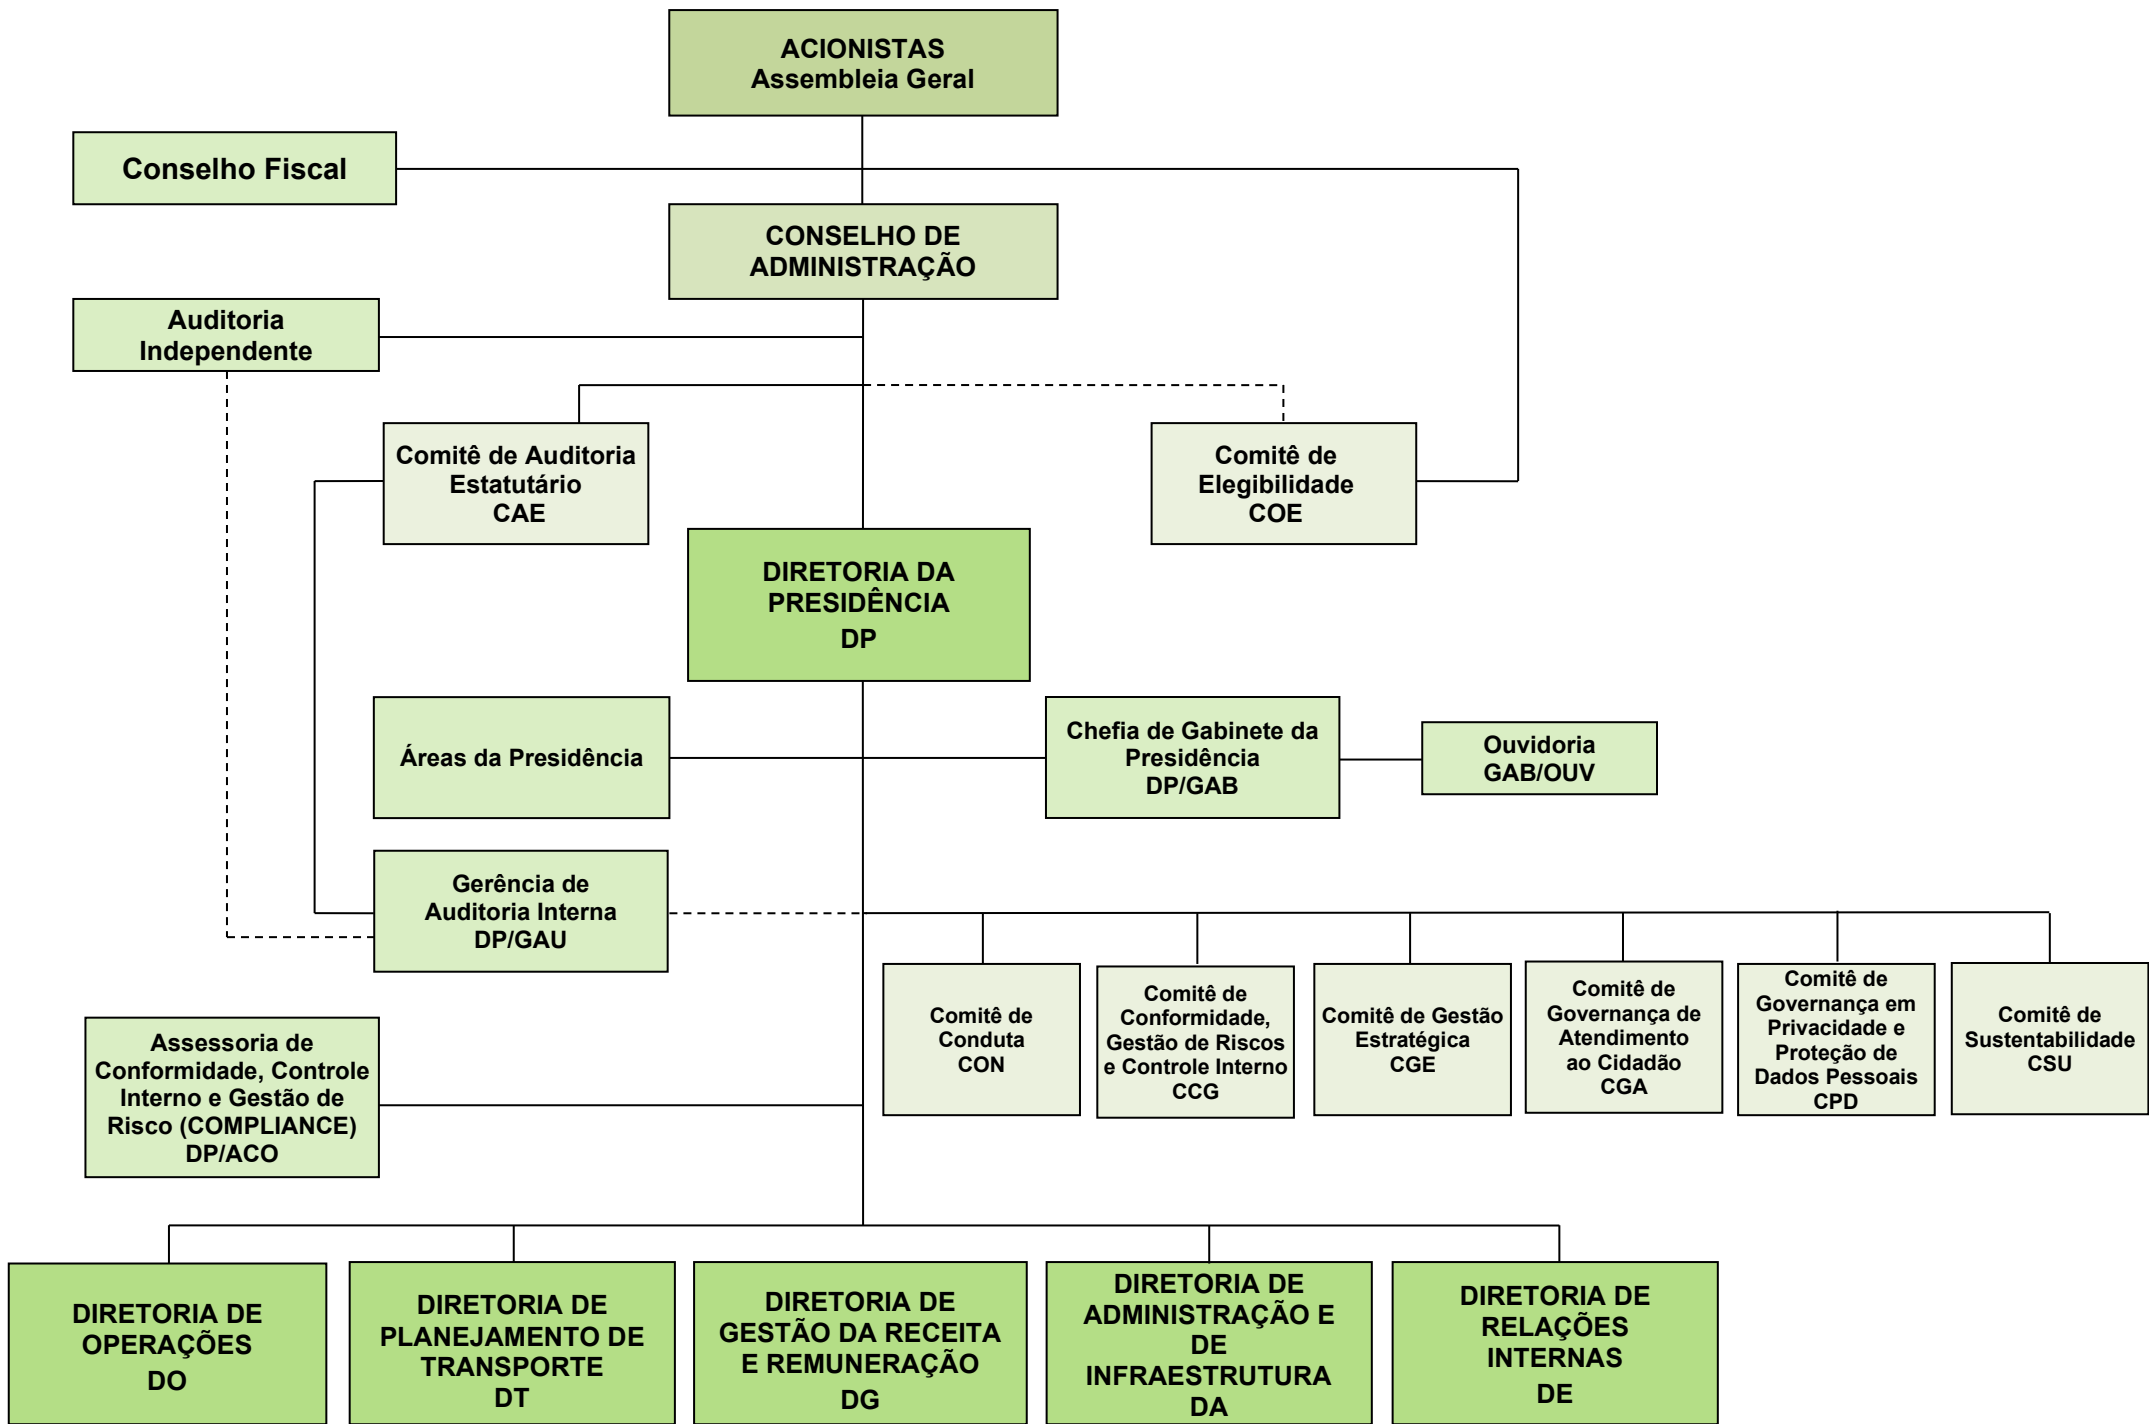 ACIONISTAS
Assembleia Geral
Conselho Fiscal
CONSELHO DE
ADMINISTRAÇÃO
Auditoria
Independente
Comitê de Auditoria
Estatutário
CAE
Comitê de
Elegibilidade
COE
DIRETORIA DA
PRESIDÊNCIA
DP
Áreas da Presidência
Chefia de Gabinete da
Presidência
DP/GAB
Ouvidoria
GAB/OUV
Gerência de
Auditoria Interna
DP/GAU
Comitê de
Conduta
CON
Comitê de
Conformidade,
Gestão de Riscos
e Controle Interno
CCG
Comitê de Gestão
Estratégica
CGE
Comitê de
Governança de
Atendimento
ao Cidadão
CGA
Comitê de
Governança em
Privacidade e
Proteção de
Dados Pessoais
CPD
Comitê de
Sustentabilidade
CSU
Assessoria de
Conformidade, Controle
Interno e Gestão de
Risco (COMPLIANCE)
DP/ACO
DIRETORIA DE
OPERAÇÕES
DO
DIRETORIA DE
PLANEJAMENTO DE
TRANSPORTE
DT
DIRETORIA DE
GESTÃO DA RECEITA
E REMUNERAÇÃO
DG
DIRETORIA DE
ADMINISTRAÇÃO E
DE
INFRAESTRUTURA
DA
DIRETORIA DE
RELAÇÕES
INTERNAS
DE